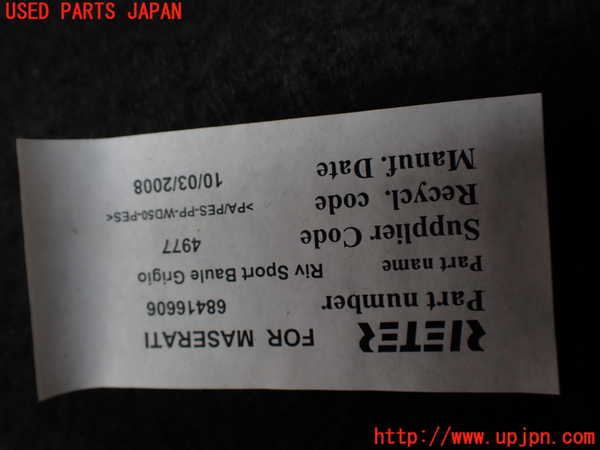 USED PARTS JAPAN
RIETER FOR MASERATI
Part number 68416606
Part name Riv Sport Baule Grigio
Supplier Code 4977
Recycl. code >PA/PES-PP-WD50-PES<
Manuf. Date 10/03/2008
http://www.upjpn.com/